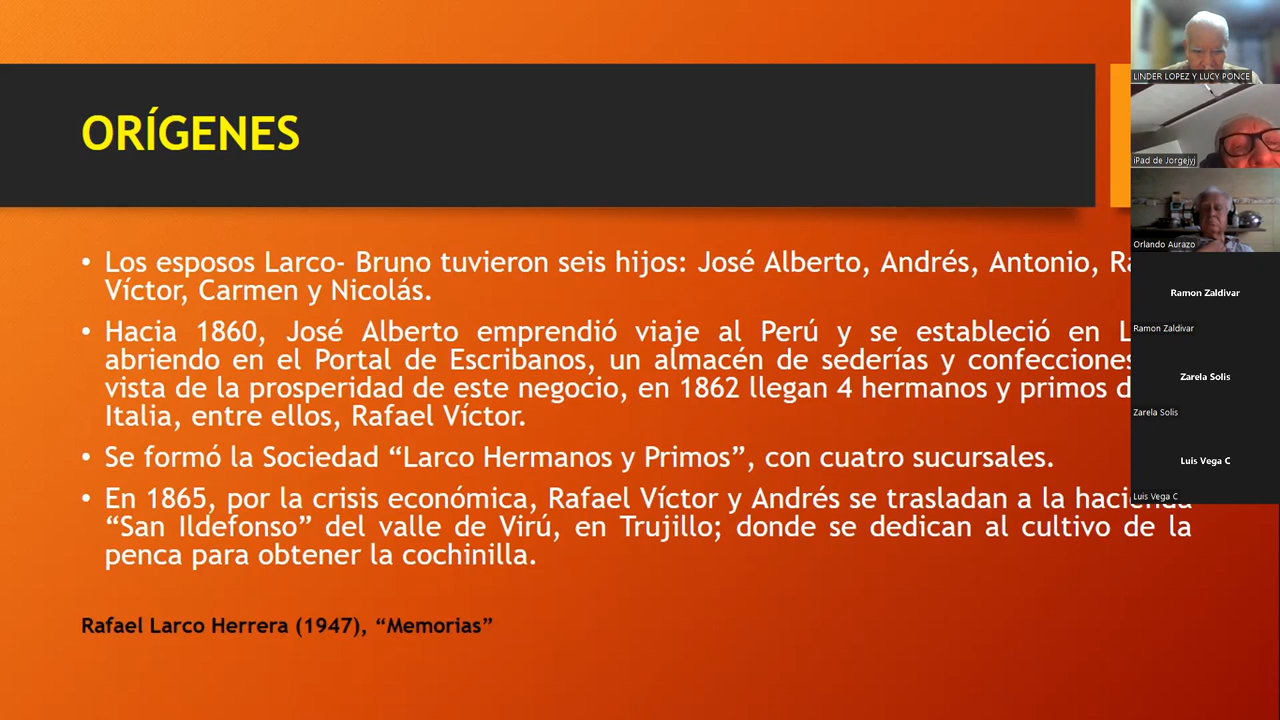 ORÍGENES
• Los esposos Larco- Bruno tuvieron seis hijos: José Alberto, Andrés, Antonio,
Víctor, Carmen y Nicolás.
• Hacia 1860, José Alberto emprendió viaje al Perú y se estableció en
abriendo en el Portal de Escribanos, un almacén de sederías y confecciones
vista de la prosperidad de este negocio, en 1862 llegan 4 hermanos y primos
Italia, entre ellos, Rafael Víctor.
• Se formó la Sociedad “Larco Hermanos y Primos”, con cuatro sucursales.
• En 1865, por la crisis económica, Rafael Víctor y Andrés se trasladan a la hacienda
“San Ildefonso” del valle de Virú, en Trujillo; donde se dedican al cultivo de la
penca para obtener la cochinilla.
Rafael Larco Herrera (1947), “Memorias”
LINDER LOPEZ Y LUCY PONCE
iPad de Jorgejyj
Orlando Aurazo
Ramon Zaldivar
Ramon Zaldivar
Zarela Solis
Zarela Solis
Luis Vega C
Luis Vega C